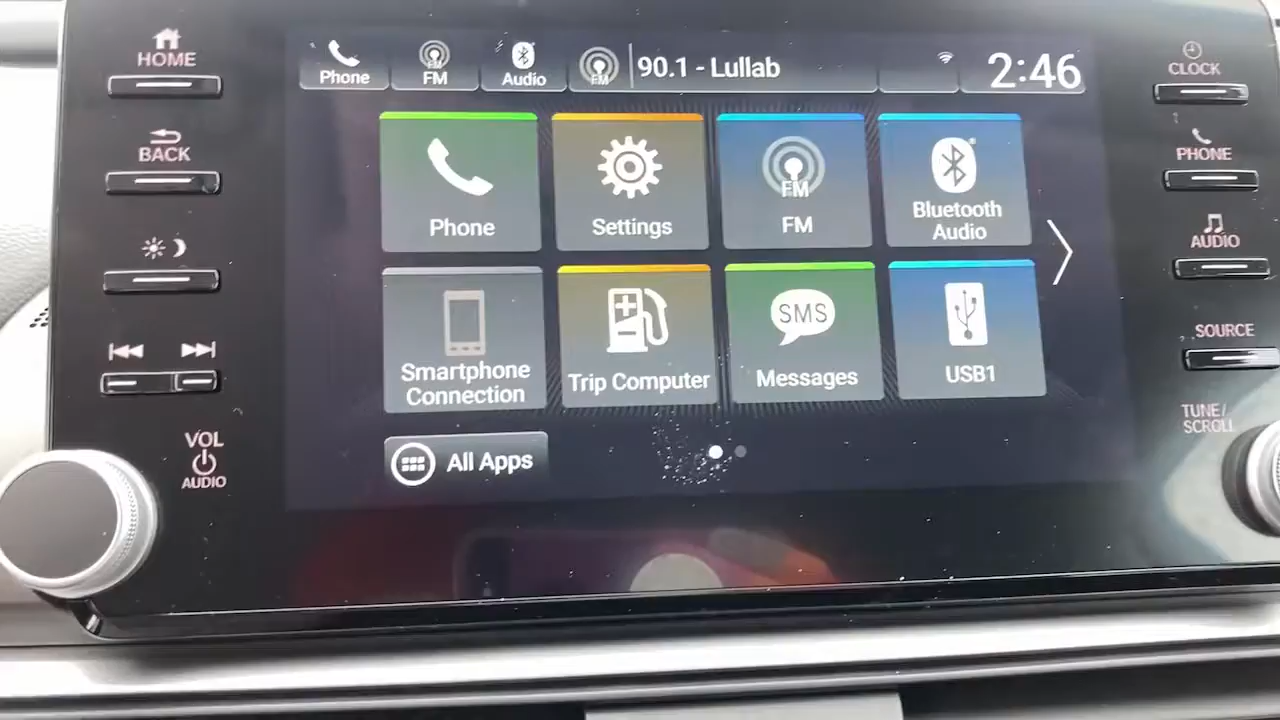 HOME
BACK
VOL
AUDIO
Phone
FM
FM
Audio
FM
90.1 - Lullab
2:46
Phone
Settings
FM
FM
Bluetooth
Audio
Smartphone
Connection
Trip Computer
SMS
Messages
USB1
All Apps
CLOCK
PHONE
AUDIO
SOURCE
TUNE/
SCROLL